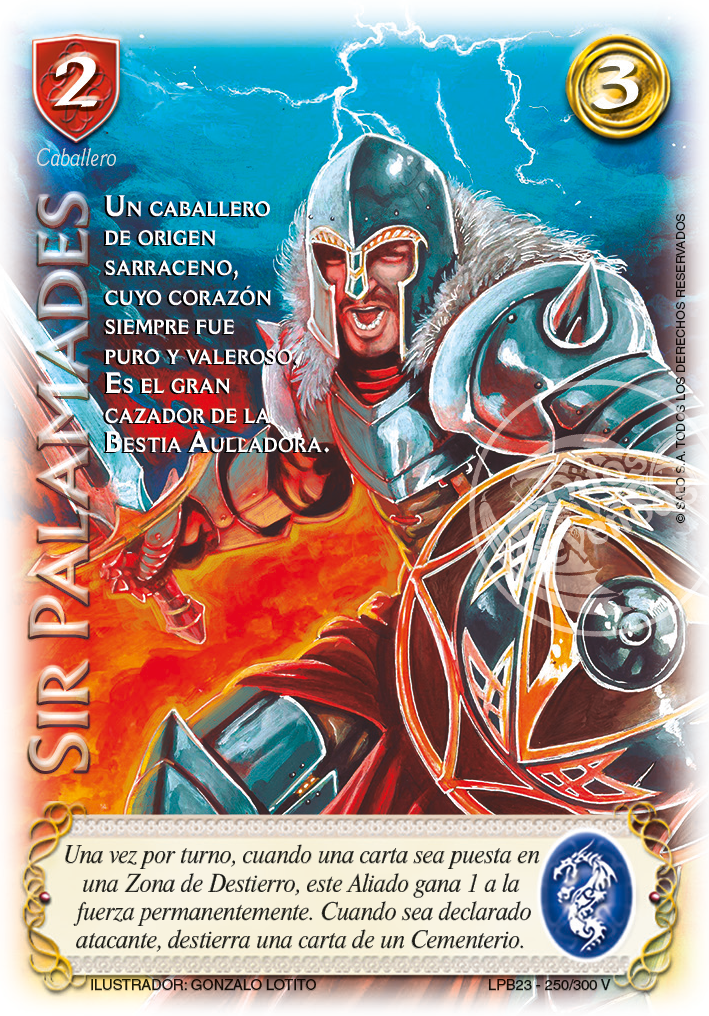 2
3
Caballero
SIR PALAMADES
UN CABALLERO
DE ORIGEN
SARRACENO,
CUYO CORAZÓN
SIEMPRE FUE
PURO Y VALEROSO.
ES EL GRAN
CAZADOR DE LA
BESTIA AULLADORA.
© SALO S.A. TODOS LOS DERECHOS RESERVADOS
Una vez por turno, cuando una carta sea puesta en
una Zona de Destierro, este Aliado gana 1 a la
fuerza permanentemente. Cuando sea declarado
atacante, destierra una carta de un Cementerio.
ILUSTRADOR: GONZALO LOTITO
LPB23 - 250/300 V